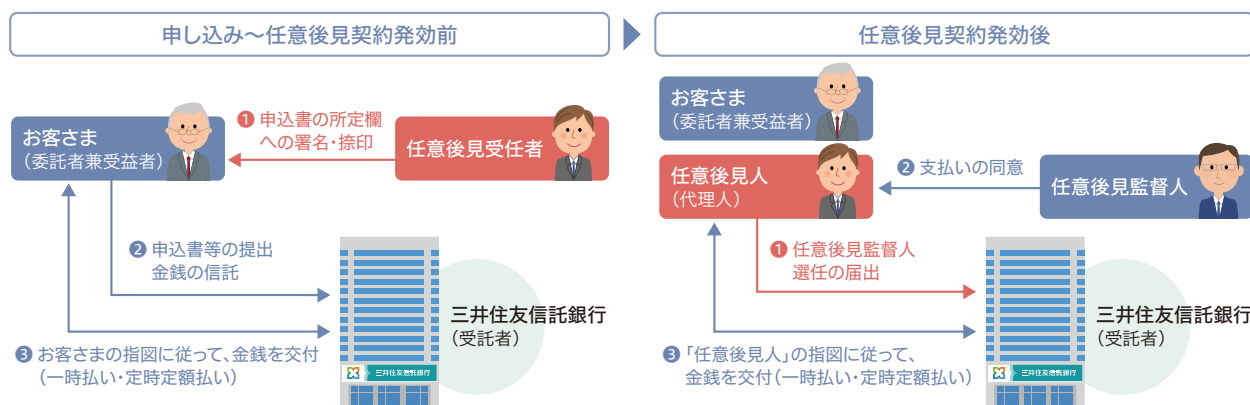 申し込み～任意後見契約発効前
お客さま
(委託者兼受益者)
❶ 申込書の所定欄
への署名・捺印
任意後見受任者
❷ 申込書等の提出
金銭の信託
三井住友信託銀行
(受託者)
❸ お客さまの指図に従って、金銭を交付
(一時払い・定時定額払い)
三井住友信託銀行
任意後見契約発効後
お客さま
(委託者兼受益者)
任意後見人
(代理人)
❷ 支払いの同意
任意後見監督人
❶ 任意後見監督人
選任の届出
三井住友信託銀行
(受託者)
❸ 「任意後見人」の指図に従って、
金銭を交付(一時払い・定時定額払い)
三井住友信託銀行